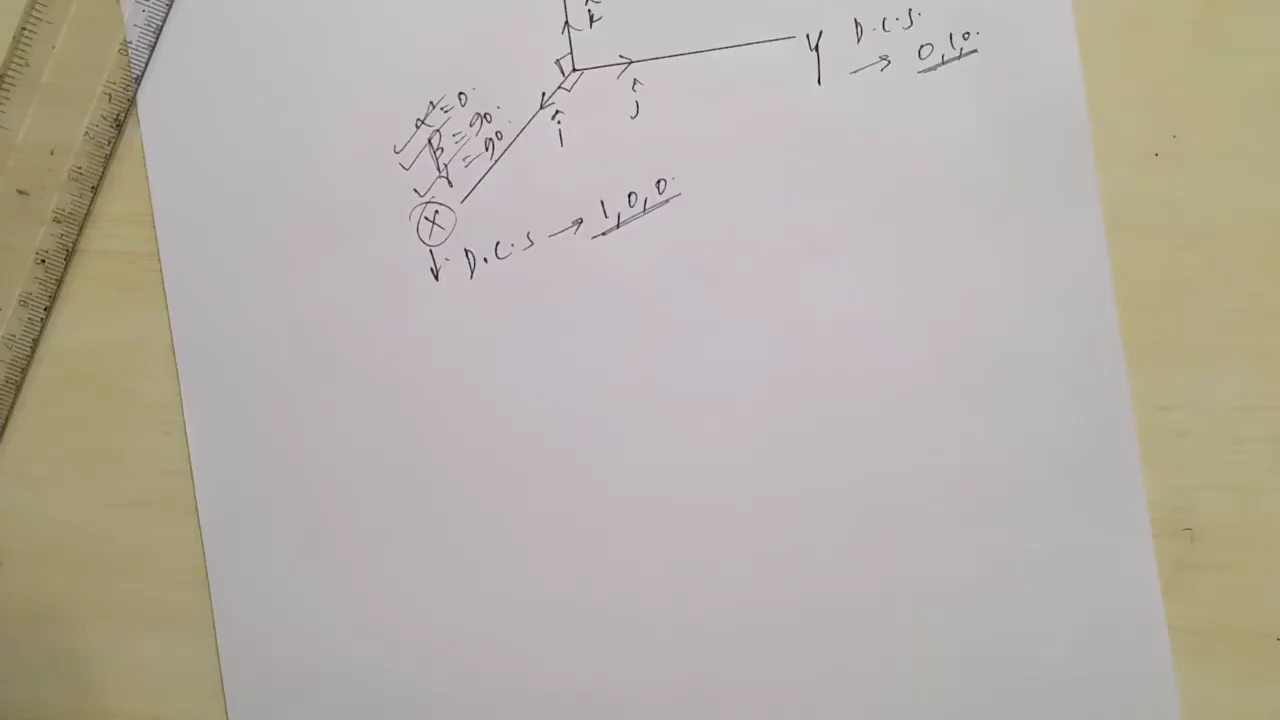 k̂
Y D.C.S.
→ 0,1,0.
ĵ
î
α=0.
β=90.
γ=90
X
↓ D.C.S → 1,0,0.